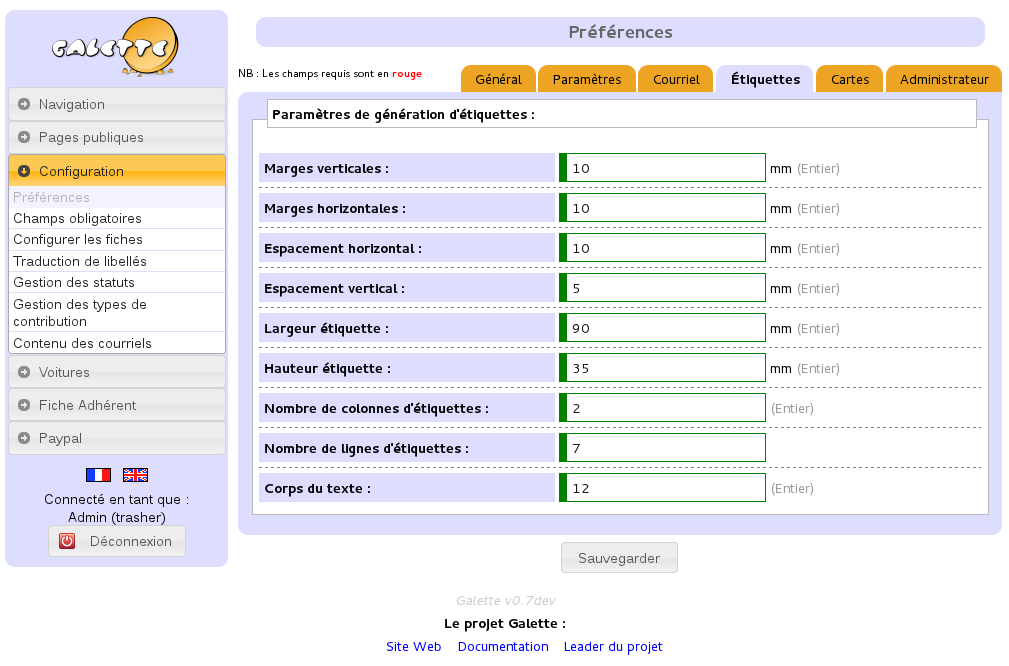 GALETTE
Navigation
Pages publiques
Configuration
Préférences
Champs obligatoires
Configurer les fiches
Traduction de libellés
Gestion des statuts
Gestion des types de
contribution
Contenu des courriels
Voitures
Fiche Adhérent
Paypal
Connecté en tant que :
Admin (trasher)
Déconnexion
Préférences
NB : Les champs requis sont en rouge
Général Paramètres Courriel Étiquettes Cartes Administrateur
Paramètres de génération d'étiquettes :
Marges verticales : 10 mm (Entier)
Marges horizontales : 10 mm (Entier)
Espacement horizontal : 10 mm (Entier)
Espacement vertical : 5 mm (Entier)
Largeur étiquette : 90 mm (Entier)
Hauteur étiquette : 35 mm (Entier)
Nombre de colonnes d'étiquettes : 2 (Entier)
Nombre de lignes d'étiquettes : 7
Corps du texte : 12 (Entier)
Sauvegarder
Galette v0.7dev
Le projet Galette :
Site Web Documentation Leader du projet